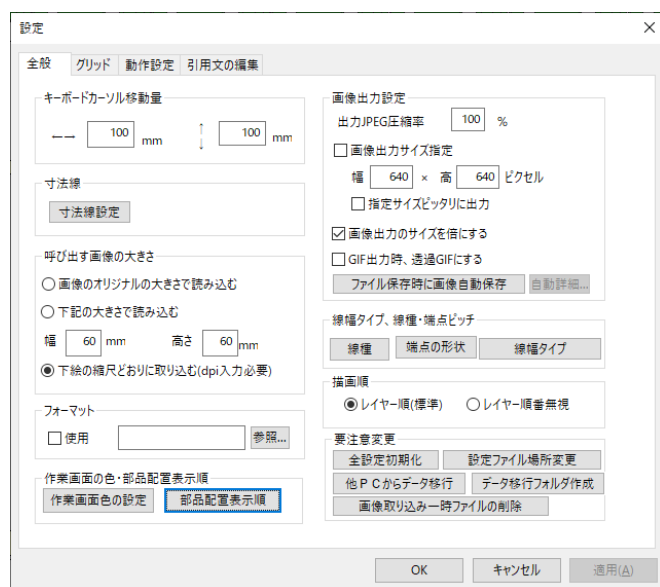 設定
全般 グリッド 動作設定 引用文の編集
キーボードカーソル移動量
←→ 100 mm ↑↓ 100 mm
寸法線
寸法線設定
呼び出す画像の大きさ
画像のオリジナルの大きさで読み込む
下記の大きさで読み込む
幅 60 mm 高さ 60 mm
下絵の縮尺どおりに取り込む(dpi入力必要)
フォーマット
使用 参照...
作業画面の色・部品配置表示順
作業画面色の設定 部品配置表示順
画像出力設定
出力JPEG圧縮率 100 %
画像出力サイズ指定
幅 640 × 高 640 ピクセル
指定サイズピッタリに出力
画像出力のサイズを倍にする
GIF出力時、透過GIFにする
ファイル保存時に画像自動保存 自動詳細...
線幅タイプ、線種・端点ピッチ
線種 端点の形状 線幅タイプ
描画順
レイヤー順(標準) レイヤー順番無視
要注意変更
全設定初期化 設定ファイル場所変更
他PCからデータ移行 データ移行フォルダ作成
画像取り込み一時ファイルの削除
OK キャンセル 適用(A)